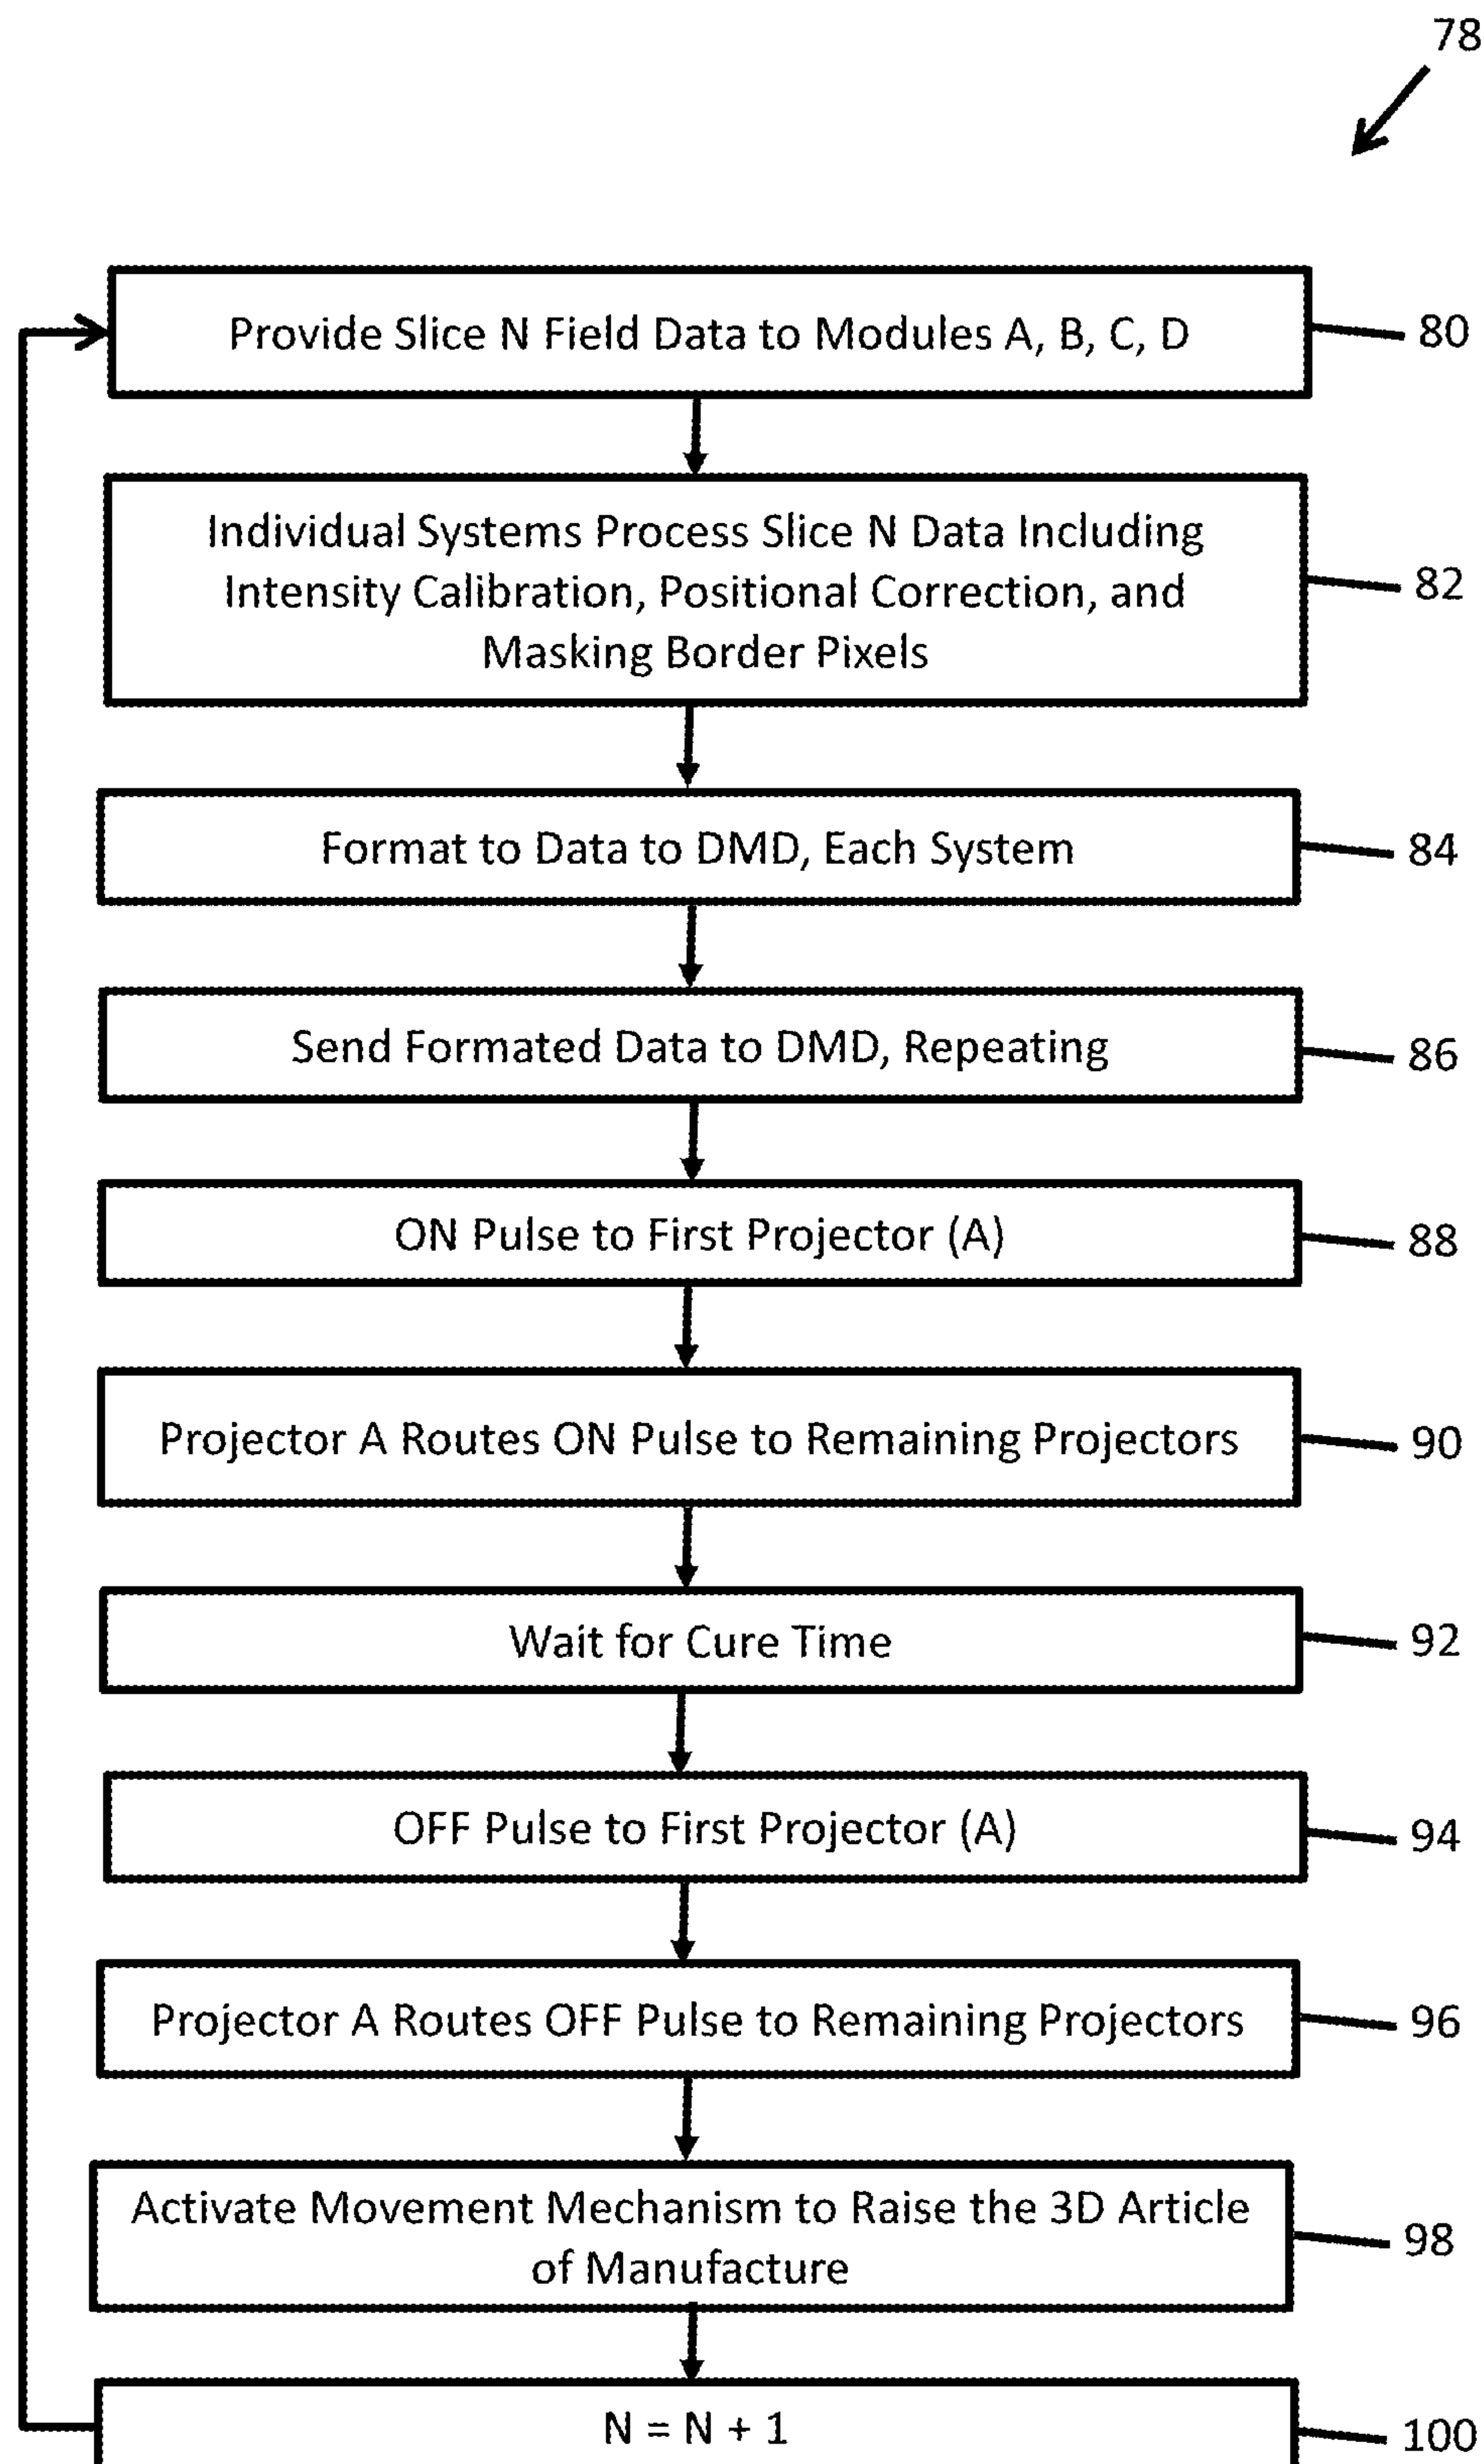 78
Provide Slice N Field Data to Modules A, B, C, D
80
Individual Systems Process Slice N Data Including
Intensity Calibration, Positional Correction, and
Masking Border Pixels
82
Format to Data to DMD, Each System
84
Send Formated Data to DMD, Repeating
86
ON Pulse to First Projector (A)
88
Projector A Routes ON Pulse to Remaining Projectors
90
Wait for Cure Time
92
OFF Pulse to First Projector (A)
94
Projector A Routes OFF Pulse to Remaining Projectors
96
Activate Movement Mechanism to Raise the 3D Article
of Manufacture
98
N = N + 1
100